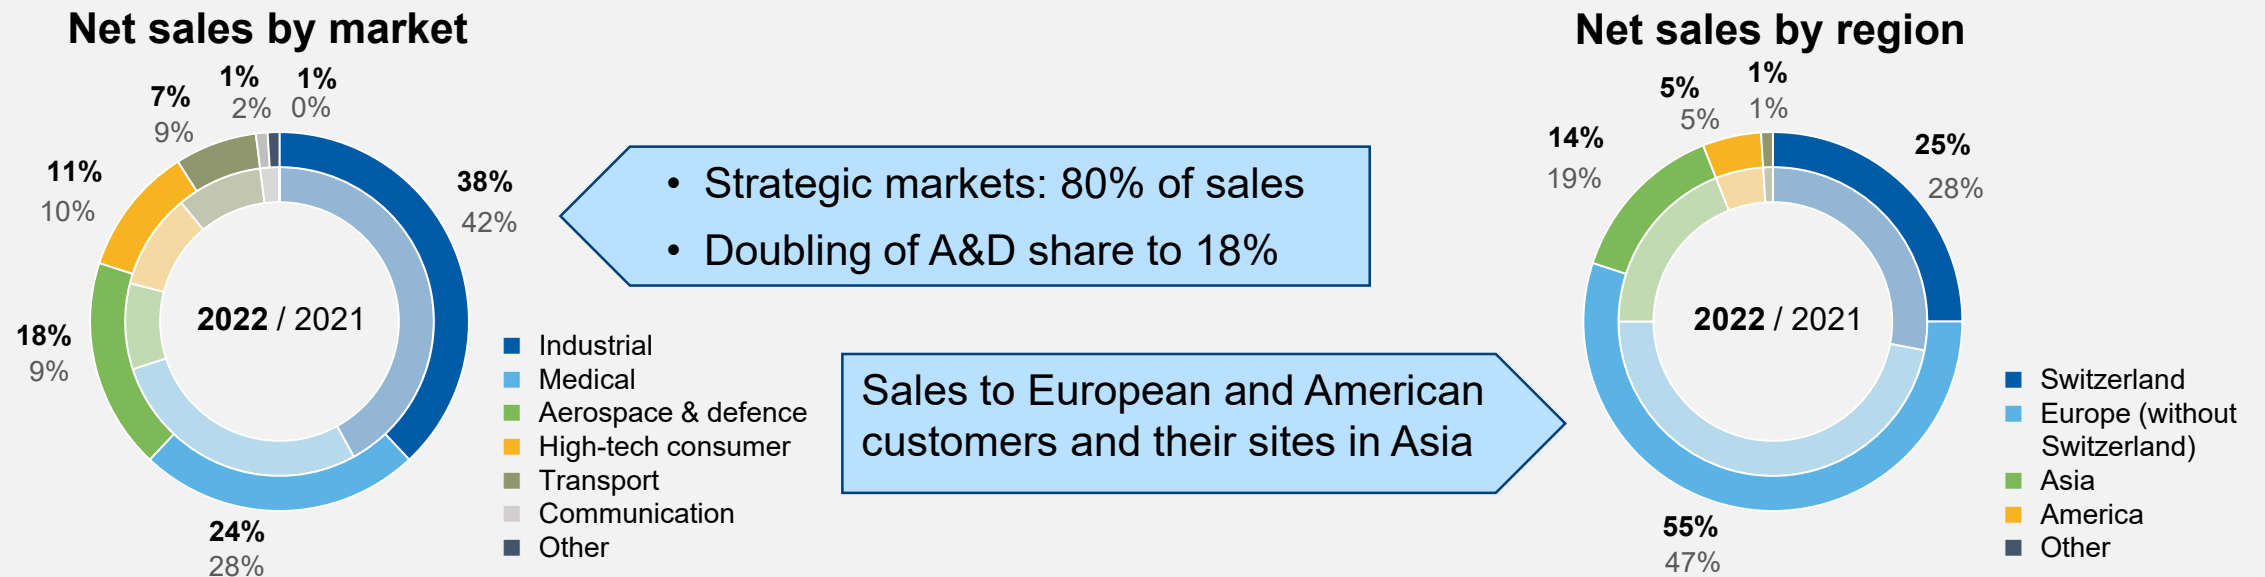 Net sales by market
1%
1%
7%
2%
0%
9%
11%
10%
38%
42%
18%
9%
2022 / 2021
24%
28%
Industrial
Medical
Aerospace & defence
High-tech consumer
Transport
Communication
Other
• Strategic markets: 80% of sales
• Doubling of A&D share to 18%
Sales to European and American
customers and their sites in Asia
Net sales by region
1%
5%
1%
5%
14%
19%
25%
28%
2022 / 2021
55%
47%
Switzerland
Europe (without
Switzerland)
Asia
America
Other